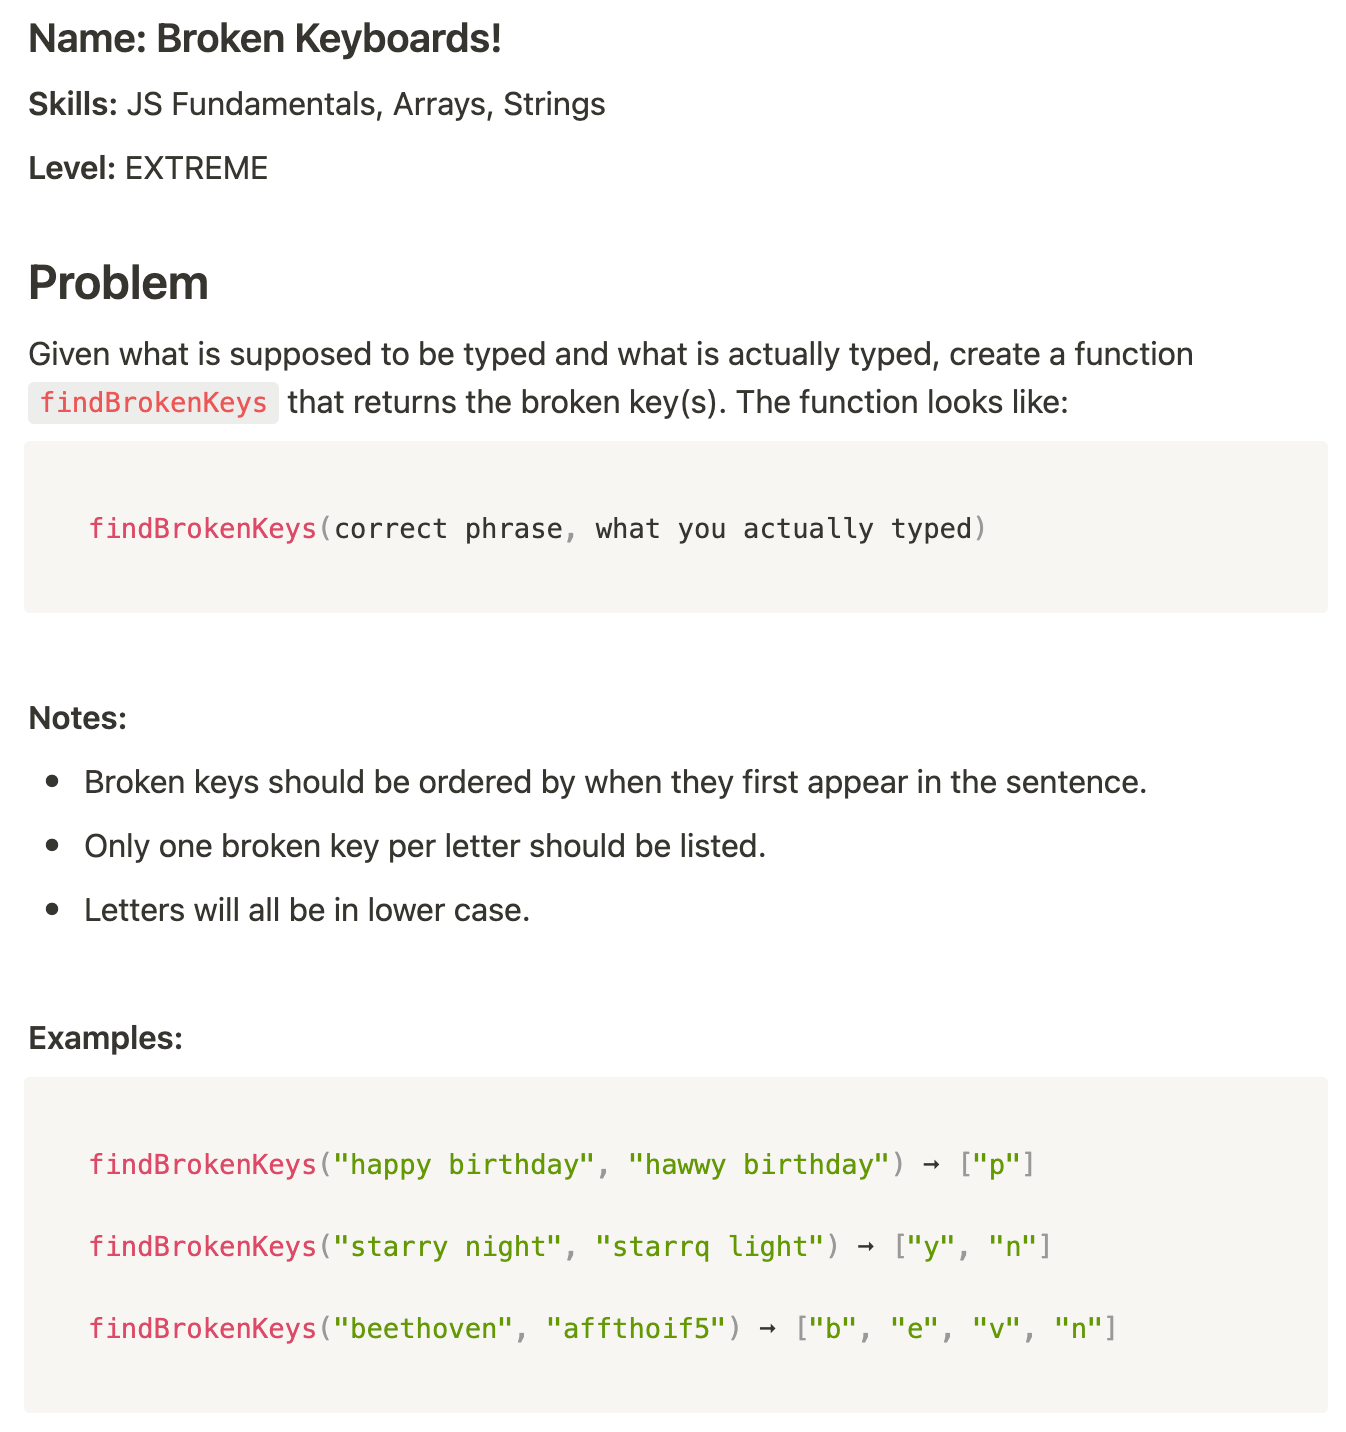 Name: Broken Keyboards!
Skills: JS Fundamentals, Arrays, Strings
Level: EXTREME
Problem
Given what is supposed to be typed and what is actually typed, create a function
findBrokenKeys that returns the broken key(s). The function looks like:
findBrokenKeys(correct phrase, what you actually typed)
Notes:
• Broken keys should be ordered by when they first appear in the sentence.
• Only one broken key per letter should be listed.
• Letters will all be in lower case.
Examples:
findBrokenKeys("happy birthday", "hawwy birthday") → ["p"]
findBrokenKeys("starry night", "starrq light") → ["y", "n"]
findBrokenKeys("beethoven", "affthoif5") → ["b", "e", "v", "n"]